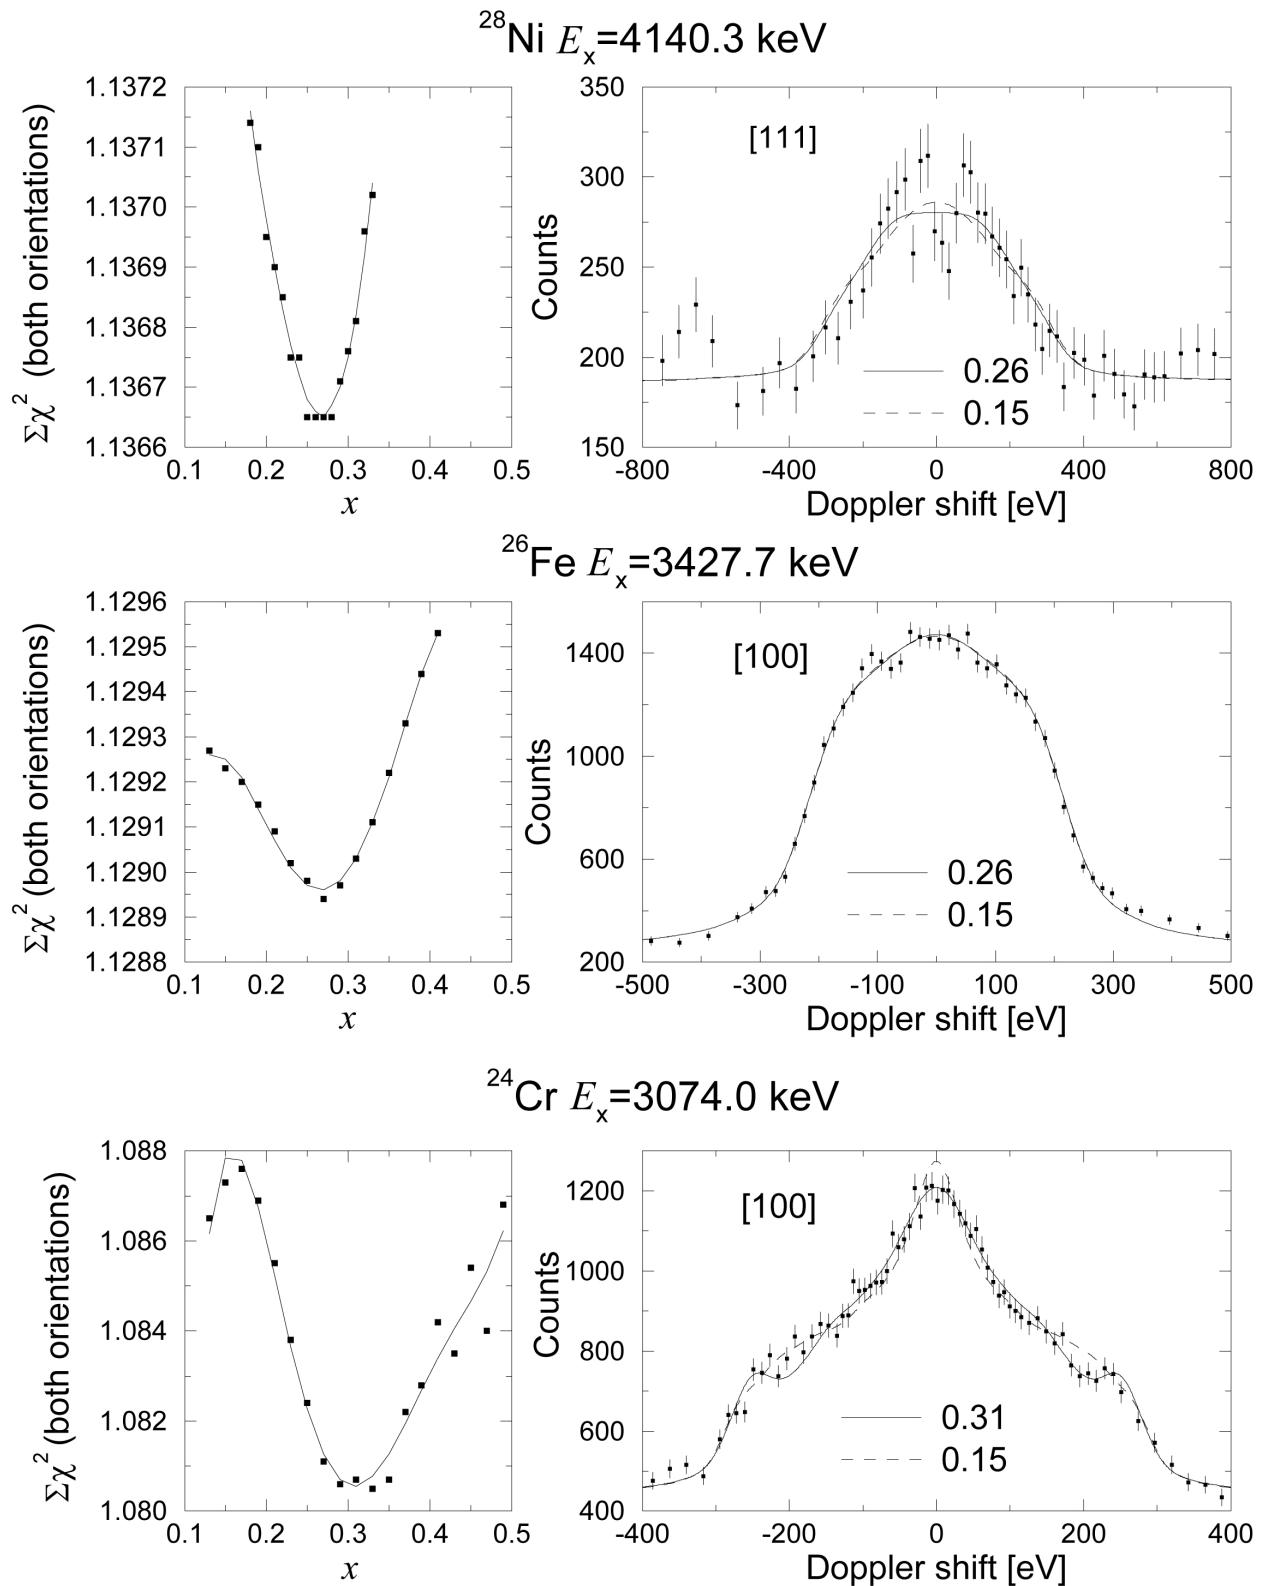 28Ni Ex=4140.3 keV
Σχ2 (both orientations)
1.1372
1.1371
1.1370
1.1369
1.1368
1.1367
1.1366
0.1 0.2 0.3 0.4 0.5
x
Counts
350
300
250
200
150
[111]
0.26
0.15
-800 -400 0 400 800
Doppler shift [eV]
26Fe Ex=3427.7 keV
Σχ2 (both orientations)
1.1296
1.1295
1.1294
1.1293
1.1292
1.1291
1.1290
1.1289
1.1288
0.1 0.2 0.3 0.4 0.5
x
Counts
1400
1000
600
200
[100]
0.26
0.15
-500 -300 -100 100 300 500
Doppler shift [eV]
24Cr Ex=3074.0 keV
Σχ2 (both orientations)
1.088
1.086
1.084
1.082
1.080
0.1 0.2 0.3 0.4 0.5
x
Counts
1200
1000
800
600
400
[100]
0.31
0.15
-400 -200 0 200 400
Doppler shift [eV]